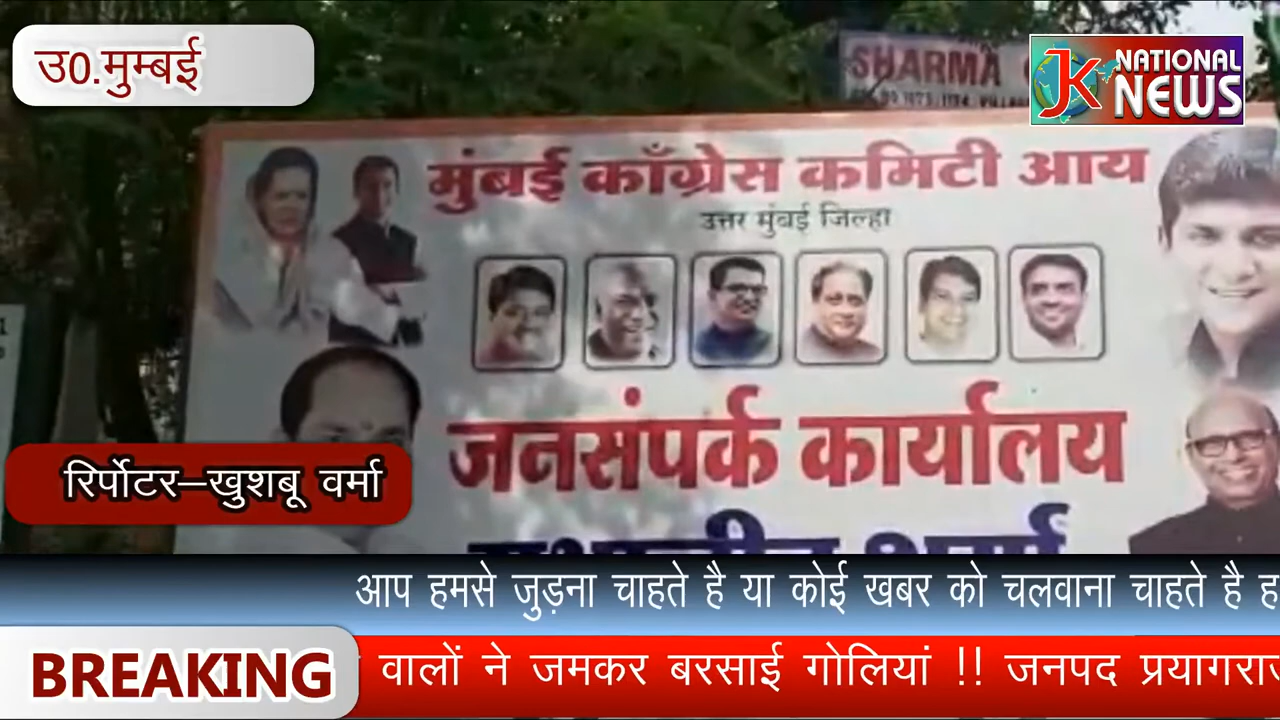 उ0.मुम्बई
SHARMA
JK NATIONAL NEWS
मुंबई काँग्रेस कमिटी आय
उत्तर मुंबई जिल्हा
जनसंपर्क कार्यालय
रिर्पोटर–खुशबू वर्मा
आप हमसे जुड़ना चाहते है या कोई खबर को चलवाना चाहते है ह
BREAKING
वालों ने जमकर बरसाई गोलियां !! जनपद प्रयागराज